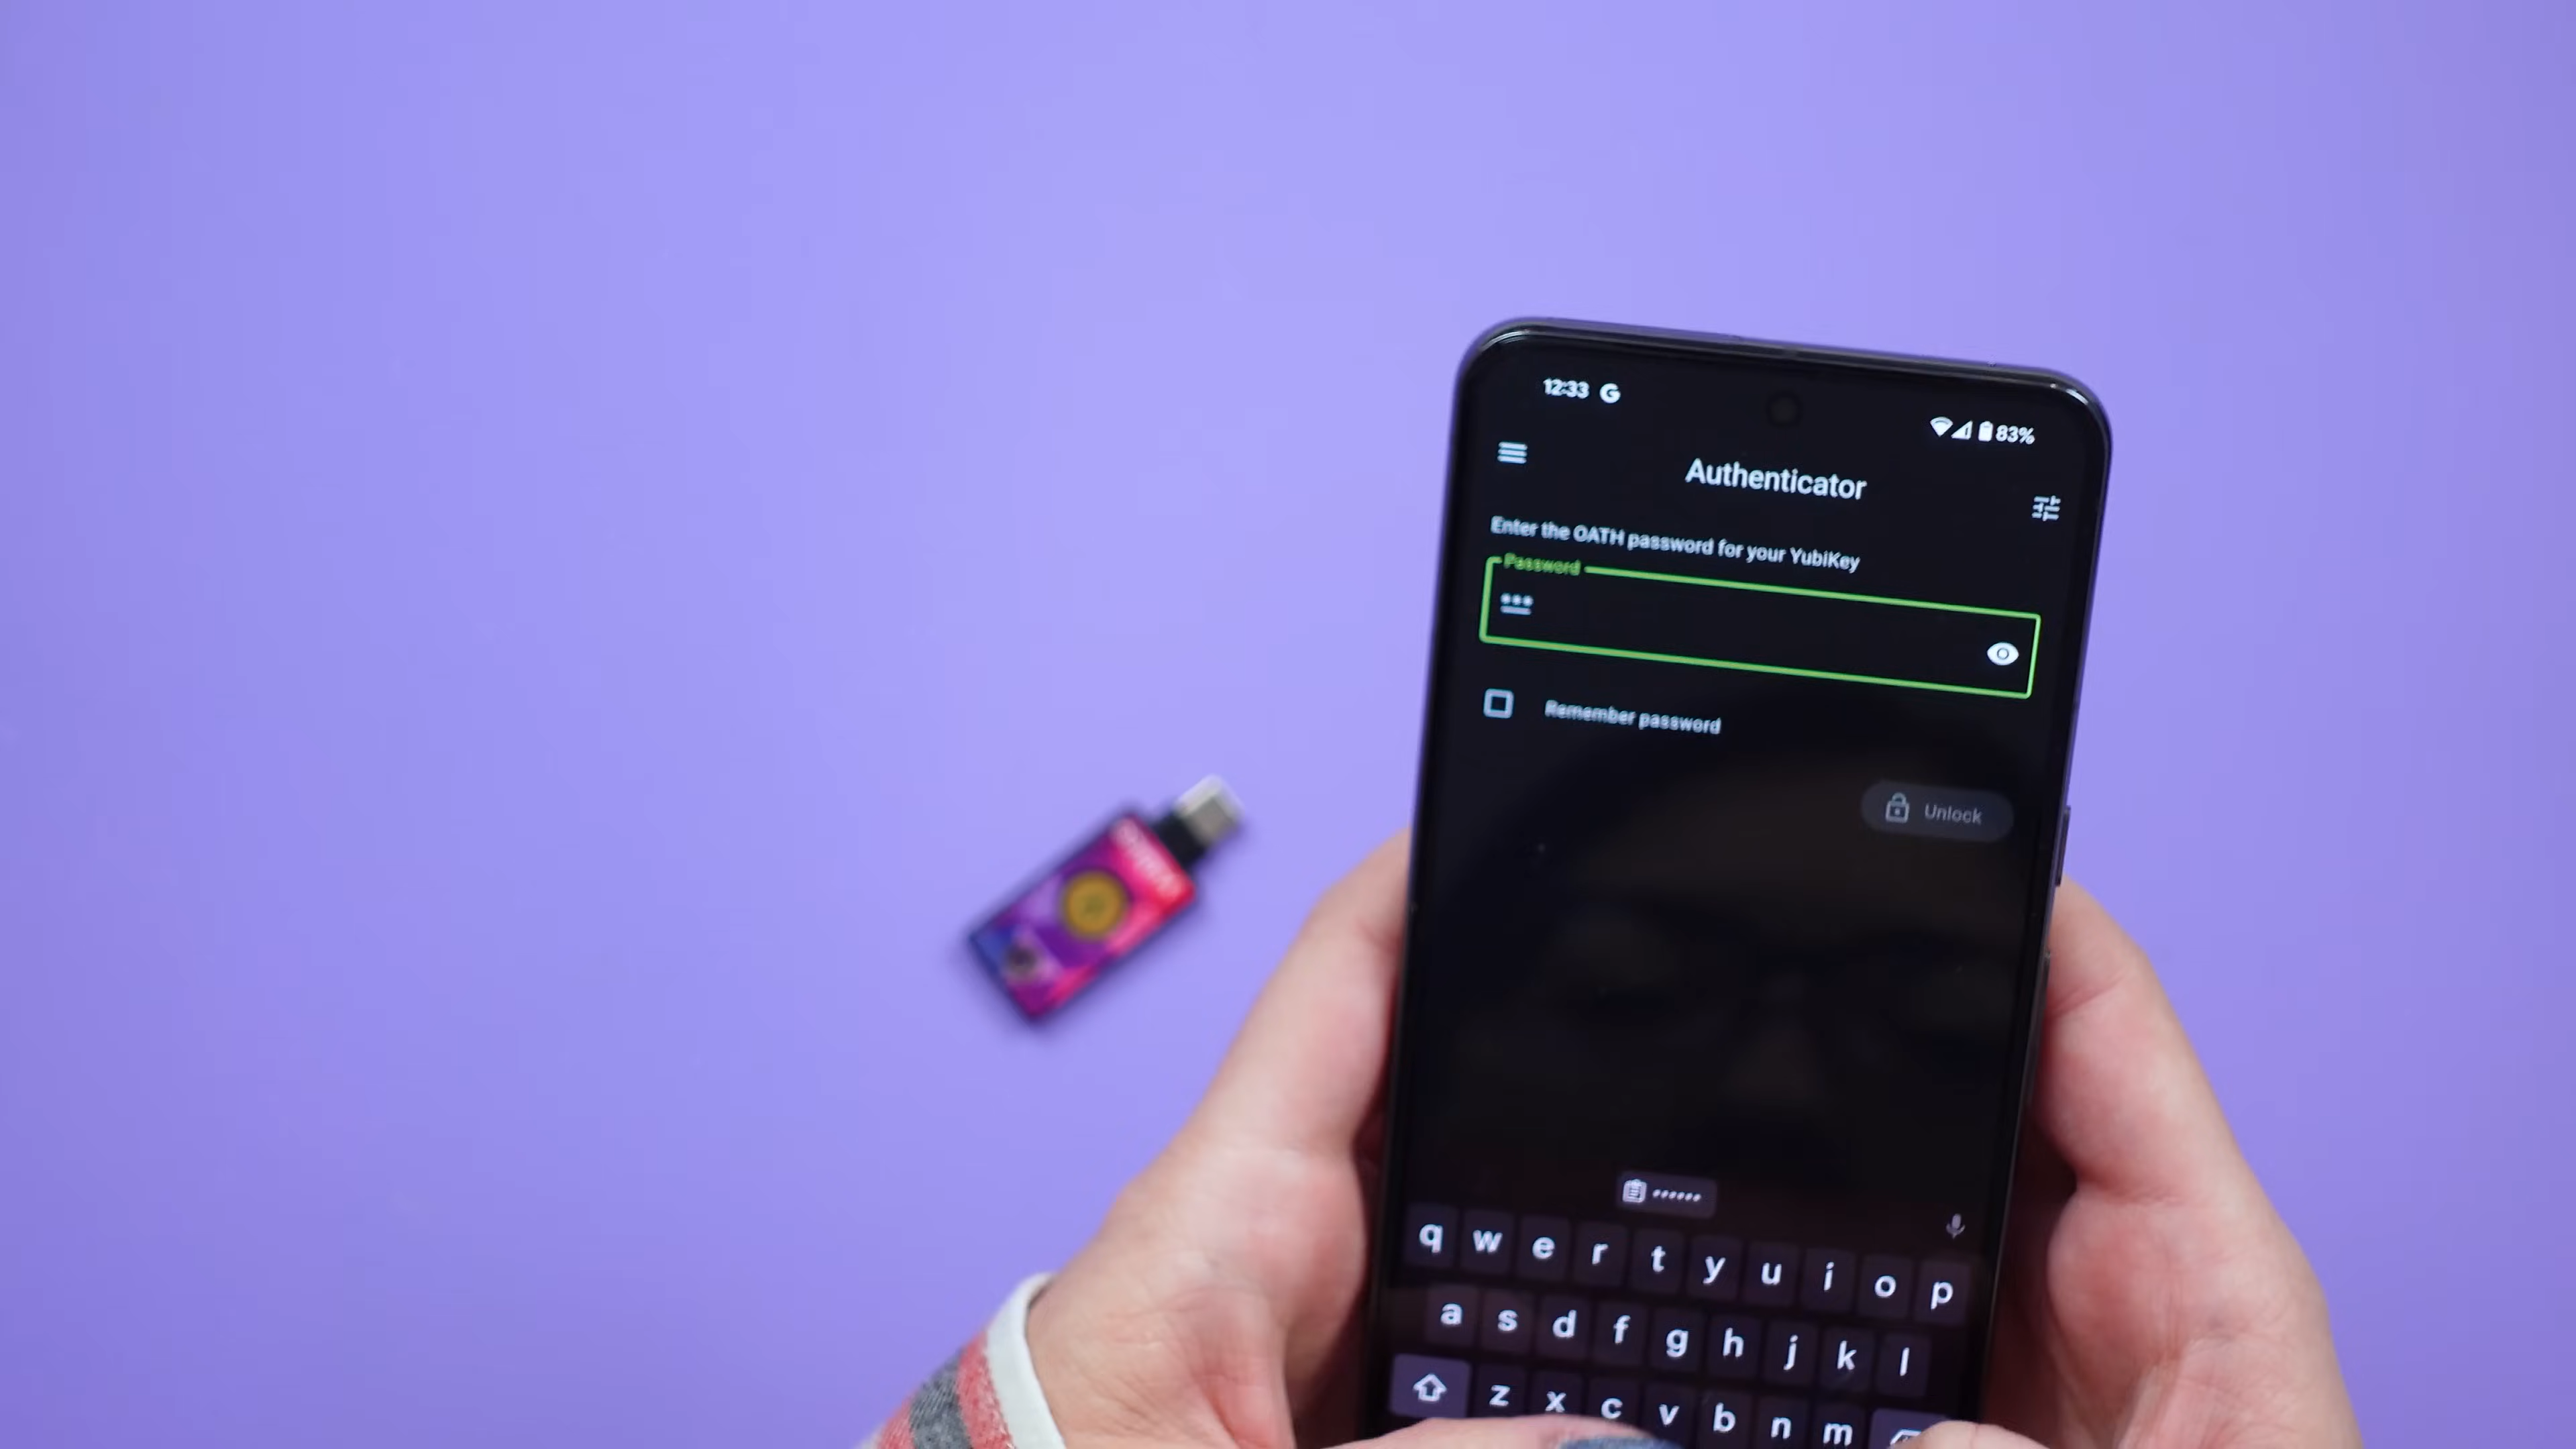 12:33 G
83%
Authenticator
Enter the OATH password for your YubiKey
Password
•••
Remember password
Unlock
••••••
q w e r t y u i o p
a s d f g h j k l
z x c v b n m